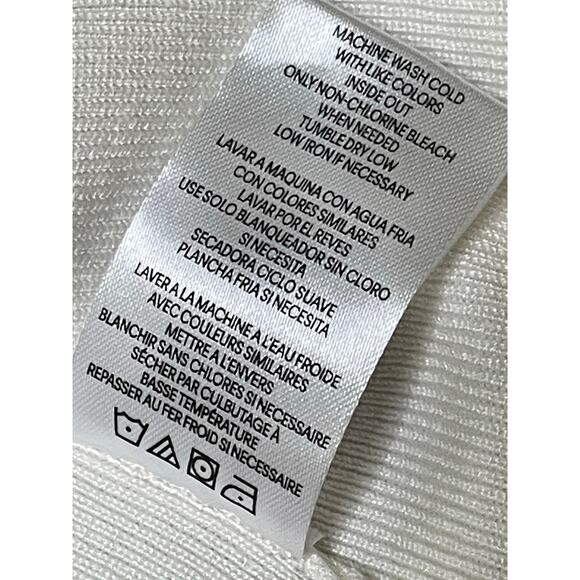 MACHINE WASH COLD
WITH LIKE COLORS
INSIDE OUT
ONLY NON-CHLORINE BLEACH
WHEN NEEDED
TUMBLE DRY LOW
LOW IRON IF NECESSARY
LAVAR A MAQUINA CON AGUA FRIA
CON COLORES SIMILARES
LAVAR POR EL REVES
USE SOLO BLANQUEADOR SIN CLORO
SI NECESITA
SECADORA CICLO SUAVE
PLANCHA FRIA SI NECESITA
LAVER A LA MACHINE A L'EAU FROIDE
AVEC COULEURS SIMILAIRES
METTRE A L'ENVERS
BLANCHIR SANS CHLORES SI NECESSAIRE
SÉCHER PAR CULBUTAGE À
BASSE TEMPÉRATURE
REPASSER AU FER FROID SI NECESSAIRE